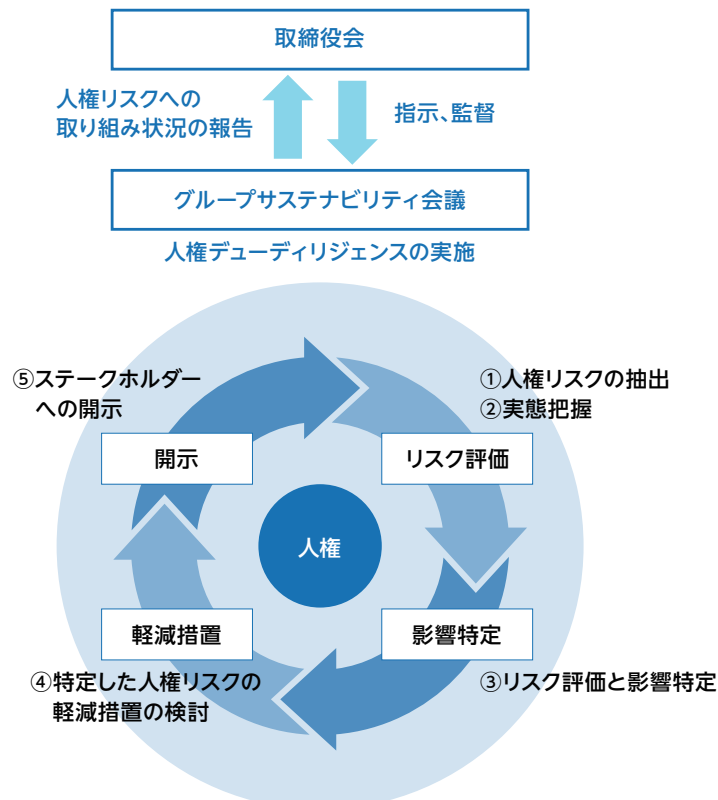 取締役会
人権リスクへの
取り組み状況の報告
指示、監督
グループサステナビリティ会議
人権デューディリジェンスの実施
⑤ステークホルダー
への開示
①人権リスクの抽出
②実態把握
開示
リスク評価
人権
軽減措置
影響特定
④特定した人権リスクの
軽減措置の検討
③リスク評価と影響特定